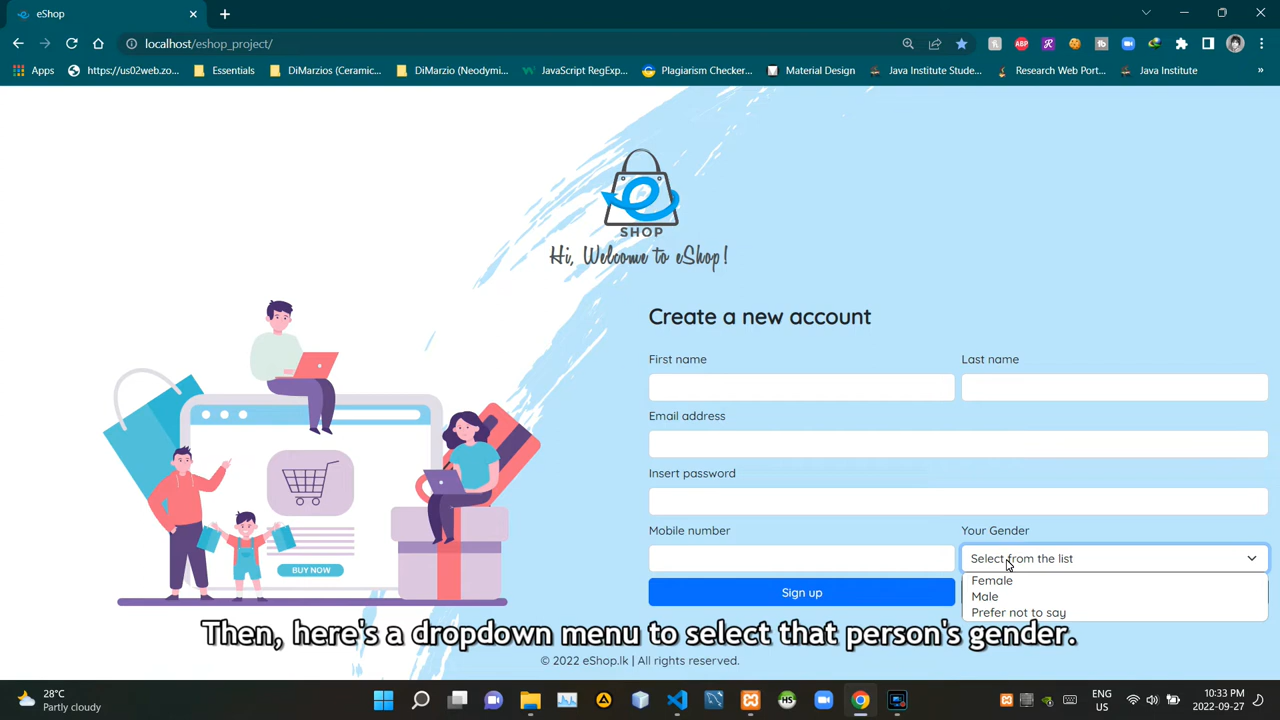 eShop
localhost/eshop_project/
Apps
https://us02web.zo...
Essentials
DiMarzios (Ceramic...
DiMarzio (Neodymi...
JavaScript RegExp...
Plagiarism Checker...
Material Design
Java Institute Stude...
Research Web Port...
Java Institute
»
SHOP
Hi, Welcome to eShop!
Create a new account
First name
Last name
Email address
Insert password
Mobile number
Your Gender
Select from the list
Female
Male
Prefer not to say
Sign up
BUY NOW
Then, here's a dropdown menu to select that person's gender.
© 2022 eShop.lk | All rights reserved.
28°C
Partly cloudy
ENG
US
10:33 PM
2022-09-27